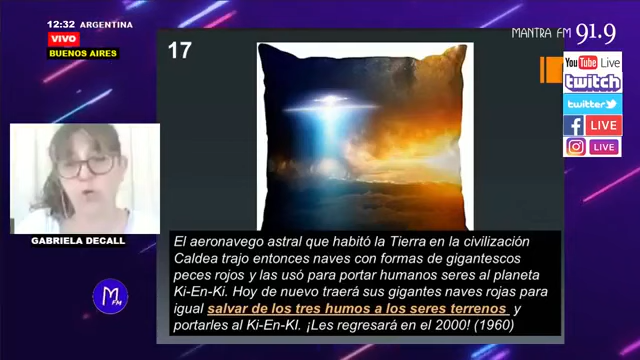 12:32 ARGENTINA
VIVO
BUENOS AIRES
17
MANTRA FM 91.9
YouTube Live
twitch
twitter
LIVE
LIVE
GABRIELA DECALL
M FM
El aeronavego astral que habitó la Tierra en la civilización
Caldea trajo entonces naves con formas de gigantescos
peces rojos y las usó para portar humanos seres al planeta
Ki-En-Ki. Hoy de nuevo traerá sus gigantes naves rojas para
igual salvar de los tres humos a los seres terrenos y
portarles al Ki-En-KI. ¡Les regresará en el 2000! (1960)